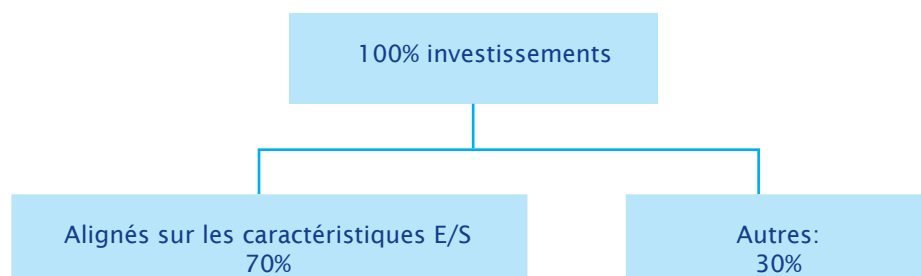 100% investissements
Alignés sur les caractéristiques E/S
70%
Autres:
30%